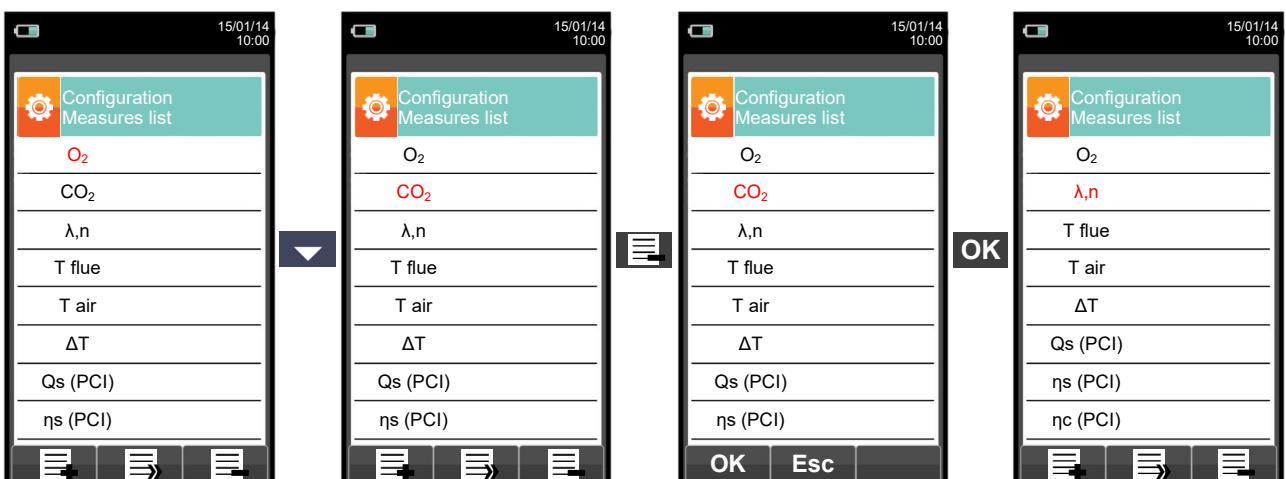 15/01/14
10:00
Configuration
Measures list
O₂
CO₂
λ,n
T flue
T air
ΔT
Qs (PCI)
ηs (PCI)
15/01/14
10:00
Configuration
Measures list
O₂
CO₂
λ,n
T flue
T air
ΔT
Qs (PCI)
ηs (PCI)
15/01/14
10:00
Configuration
Measures list
O₂
CO₂
λ,n
T flue
T air
ΔT
Qs (PCI)
ηs (PCI)
OK Esc
OK
15/01/14
10:00
Configuration
Measures list
O₂
λ,n
T flue
T air
ΔT
Qs (PCI)
ηs (PCI)
ηc (PCI)